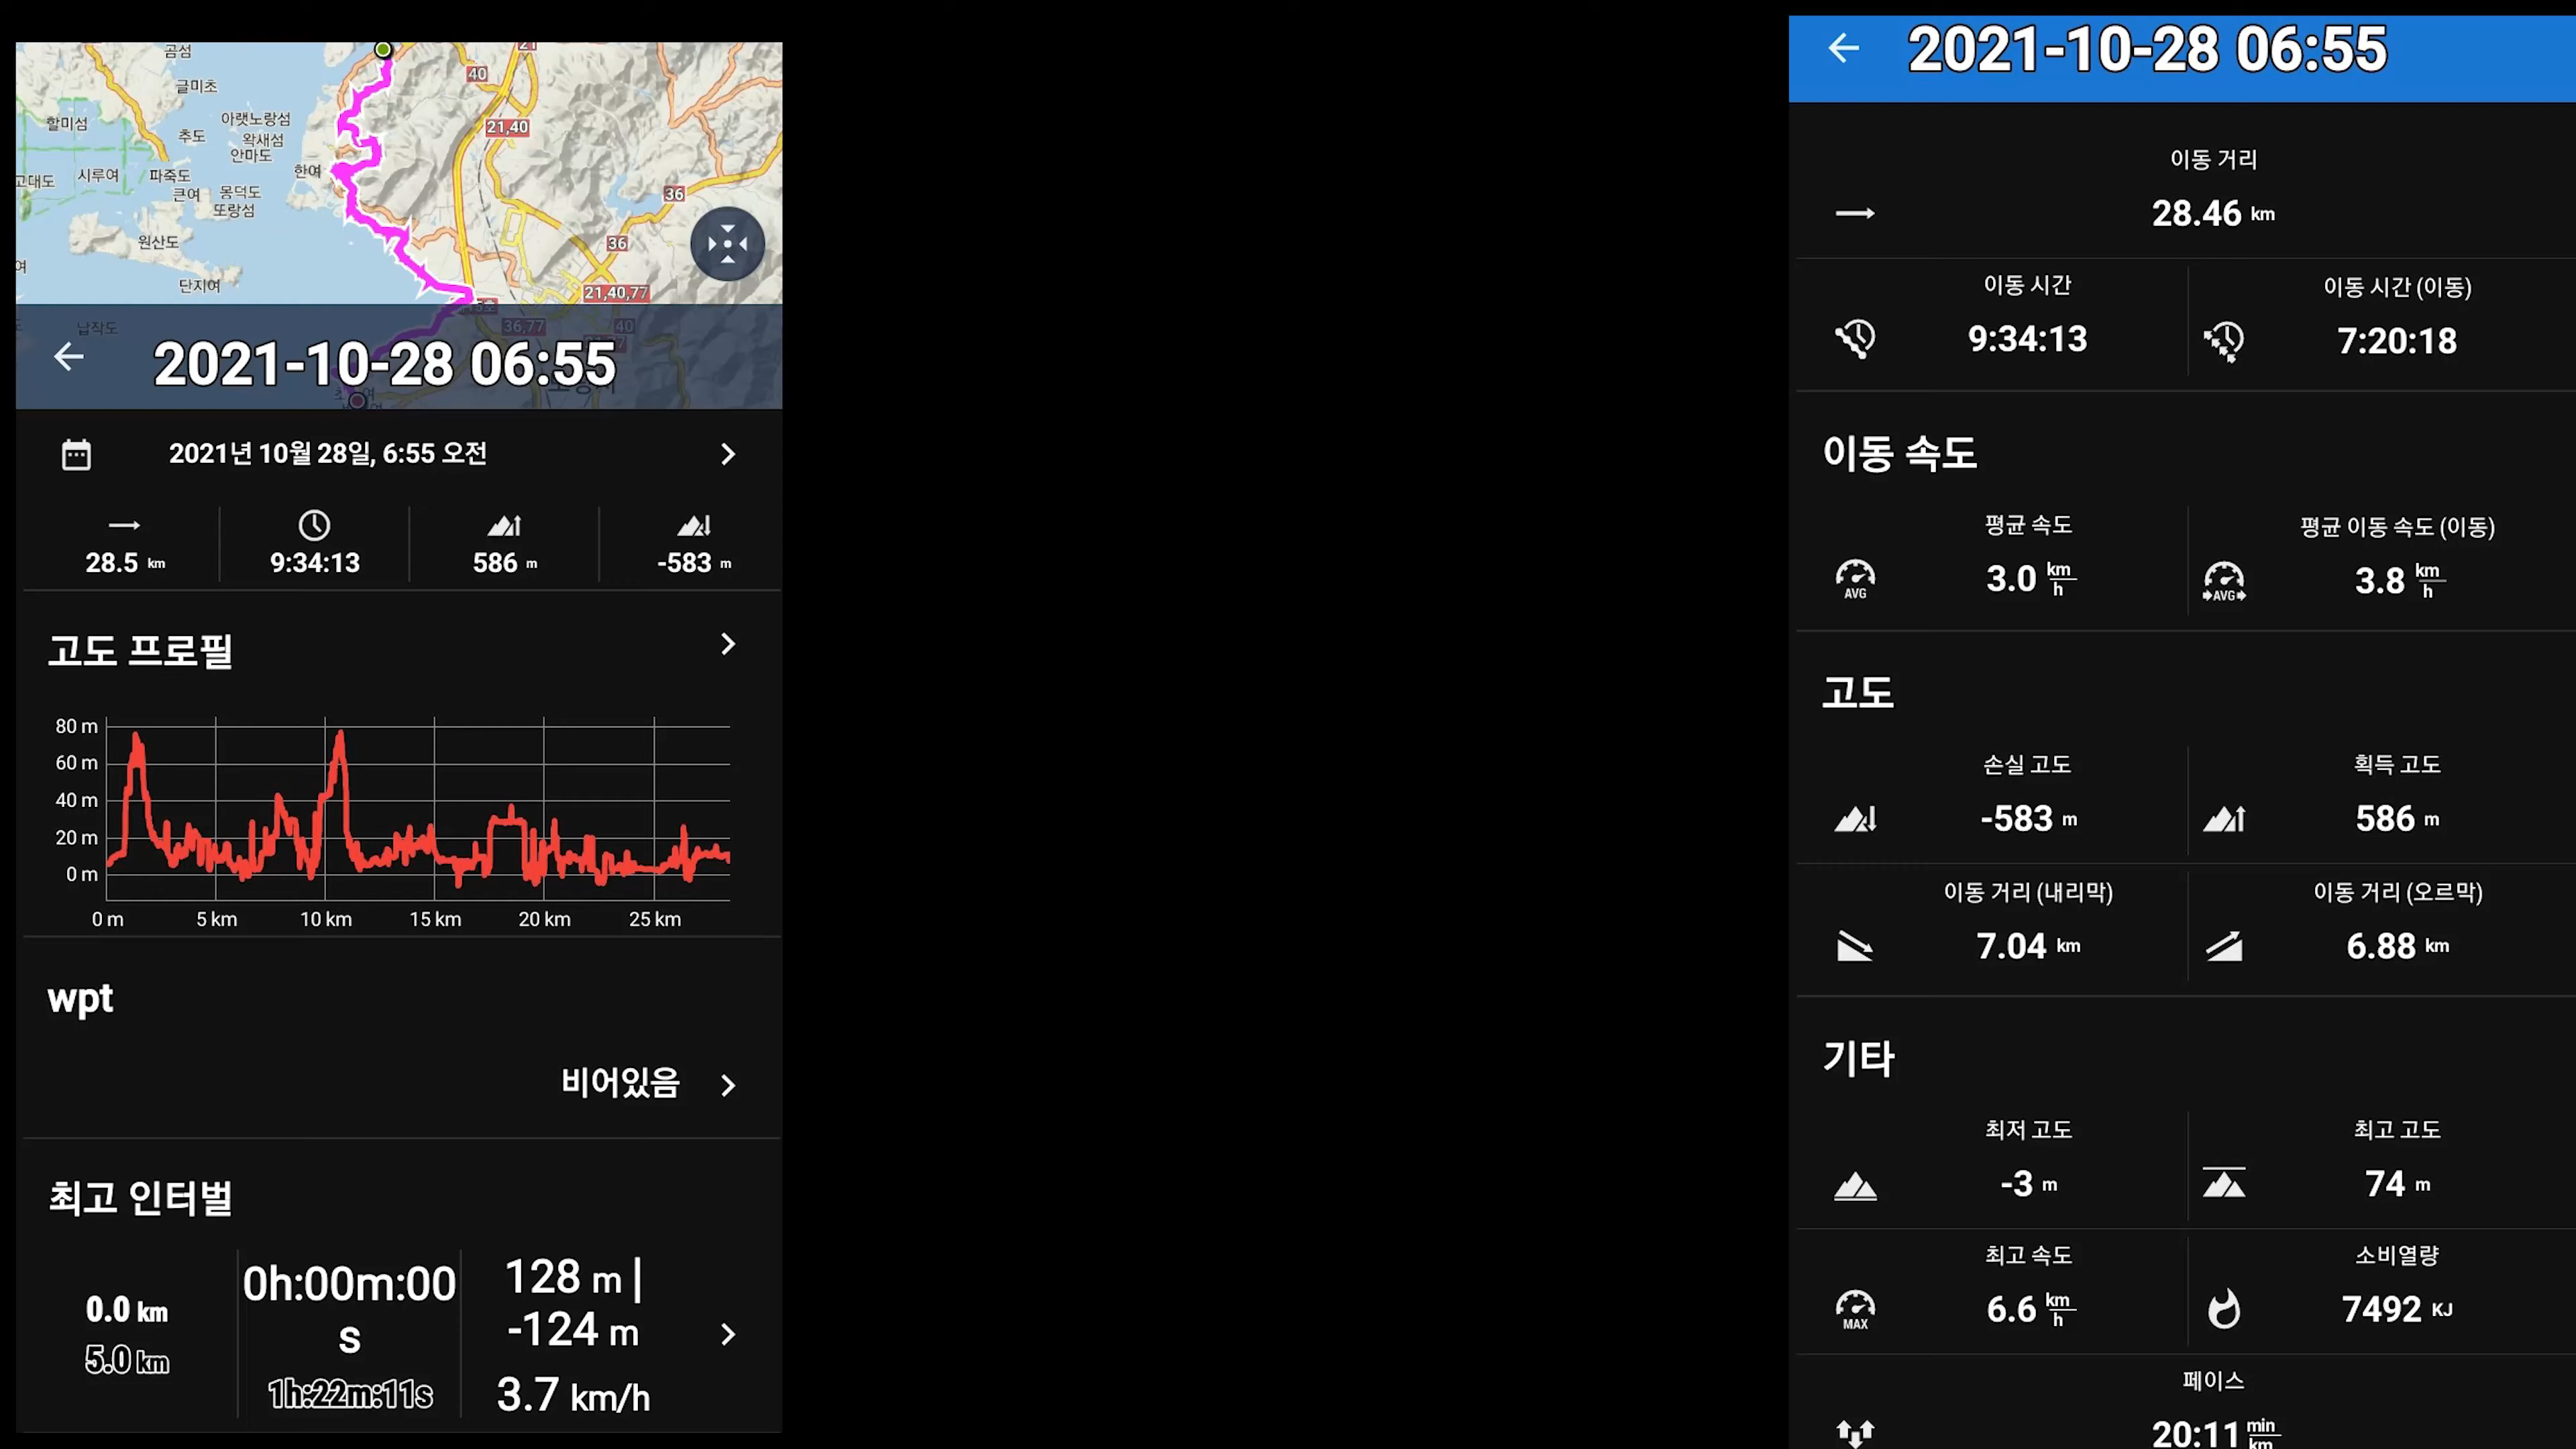 곰섬
글미초
할미섬
아랫노랑섬
추도
왁새섬
안마도
한여
고대도
시루여
파죽도
큰여
몽덕도
또랑섬
원산도
단지여
납작도
21
40
21,40
36
36
21,40,77
36,77
40
2021-10-28 06:55
2021년 10월 28일, 6:55 오전
28.5 km
9:34:13
586 m
-583 m
고도 프로필
80 m
60 m
40 m
20 m
0 m
0 m 5 km 10 km 15 km 20 km 25 km
wpt
비어있음
최고 인터벌
0.0 km
5.0 km
0h:00m:00
s
1h:22m:11s
128 m |
-124 m
3.7 km/h
2021-10-28 06:55
이동 거리
28.46 km
이동 시간
9:34:13
이동 시간 (이동)
7:20:18
이동 속도
평균 속도
AVG
3.0 km/h
평균 이동 속도 (이동)
AVG
3.8 km/h
고도
손실 고도
-583 m
획득 고도
586 m
이동 거리 (내리막)
7.04 km
이동 거리 (오르막)
6.88 km
기타
최저 고도
-3 m
최고 고도
74 m
최고 속도
MAX
6.6 km/h
소비열량
7492 KJ
페이스
20:11 min/km